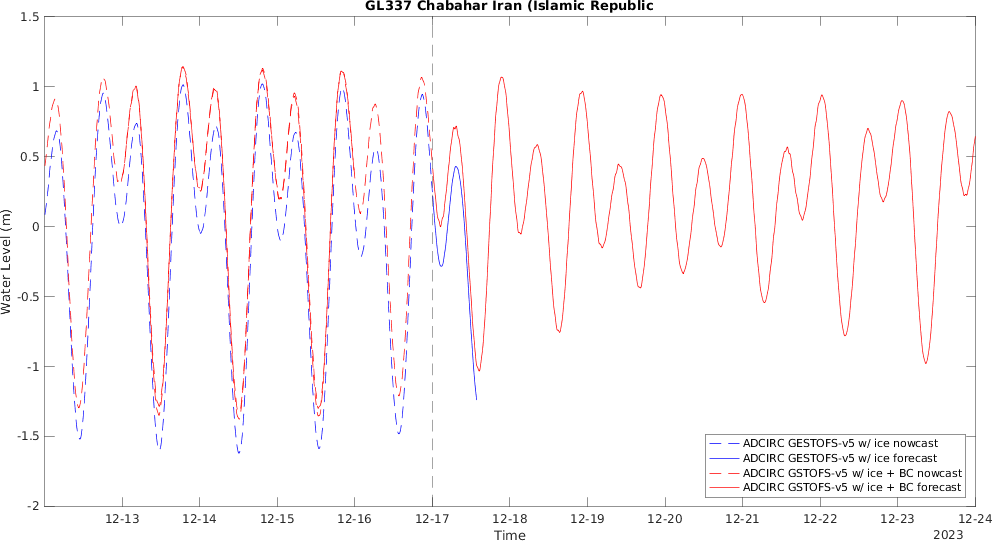 GL337 Chabahar Iran (Islamic Republic
1.5
1
0.5
0
-0.5
-1
-1.5
-2
Water Level (m)
ADCIRC GESTOFS-v5 w/ ice nowcast
ADCIRC GESTOFS-v5 w/ ice forecast
ADCIRC GSTOFS-v5 w/ ice + BC nowcast
ADCIRC GSTOFS-v5 w/ ice + BC forecast
12-13 12-14 12-15 12-16 12-17 12-18 12-19 12-20 12-21 12-22 12-23 12-24
Time
2023